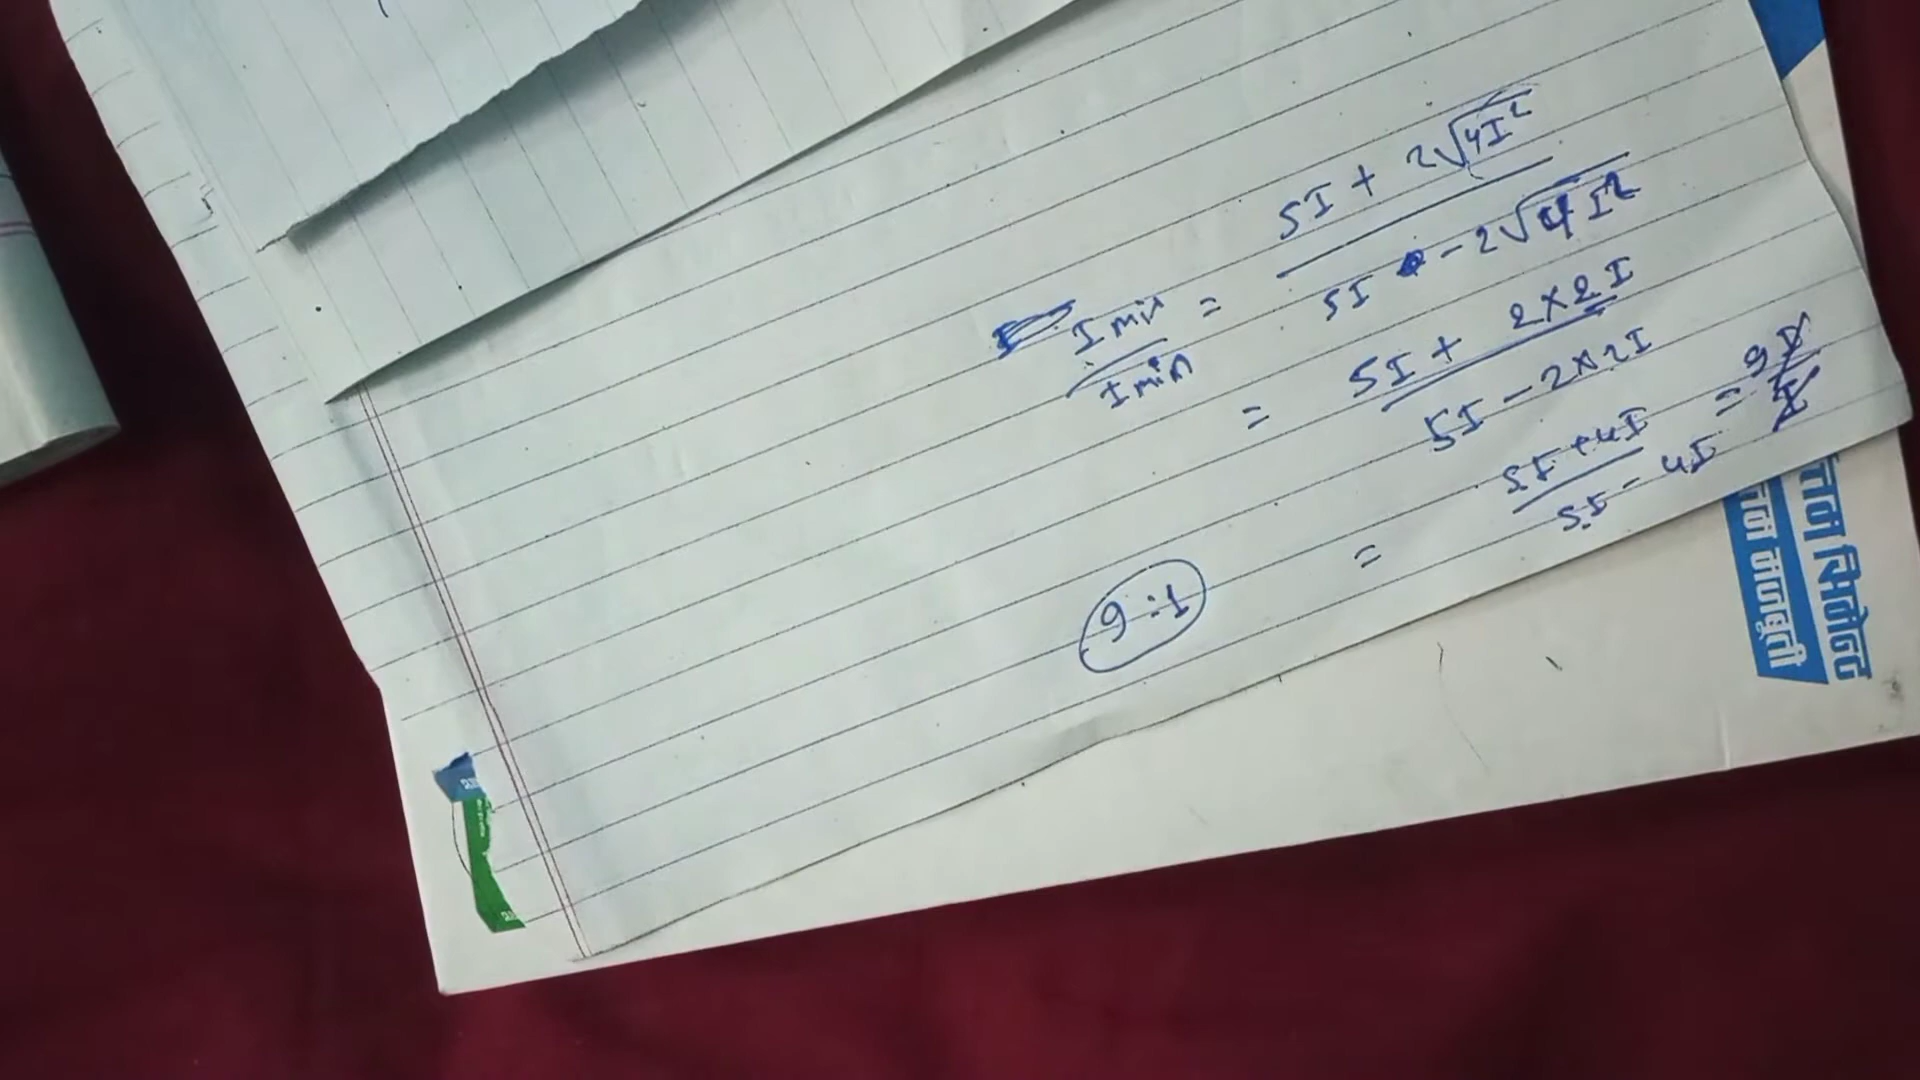 Imix / Imin = 5I + 2√4I² / 5I - 2√4I²
= 5I + 2×2I / 5I - 2×2I
= 5I + 4I / 5I - 4I = 9I / I
9:1